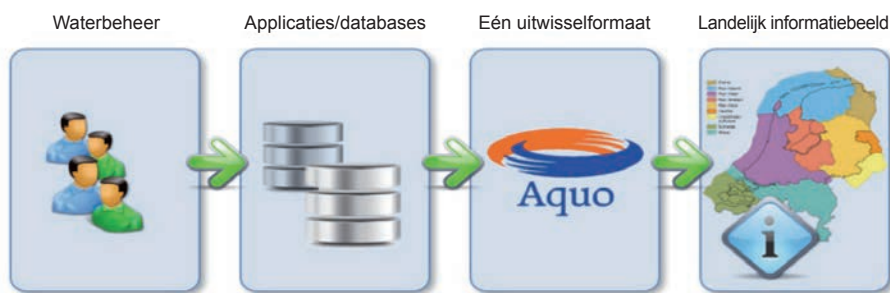 Waterbeheer
Applicaties/databases
Eén uitwisselformaat
Landelijk informatiebeeld
Aquo